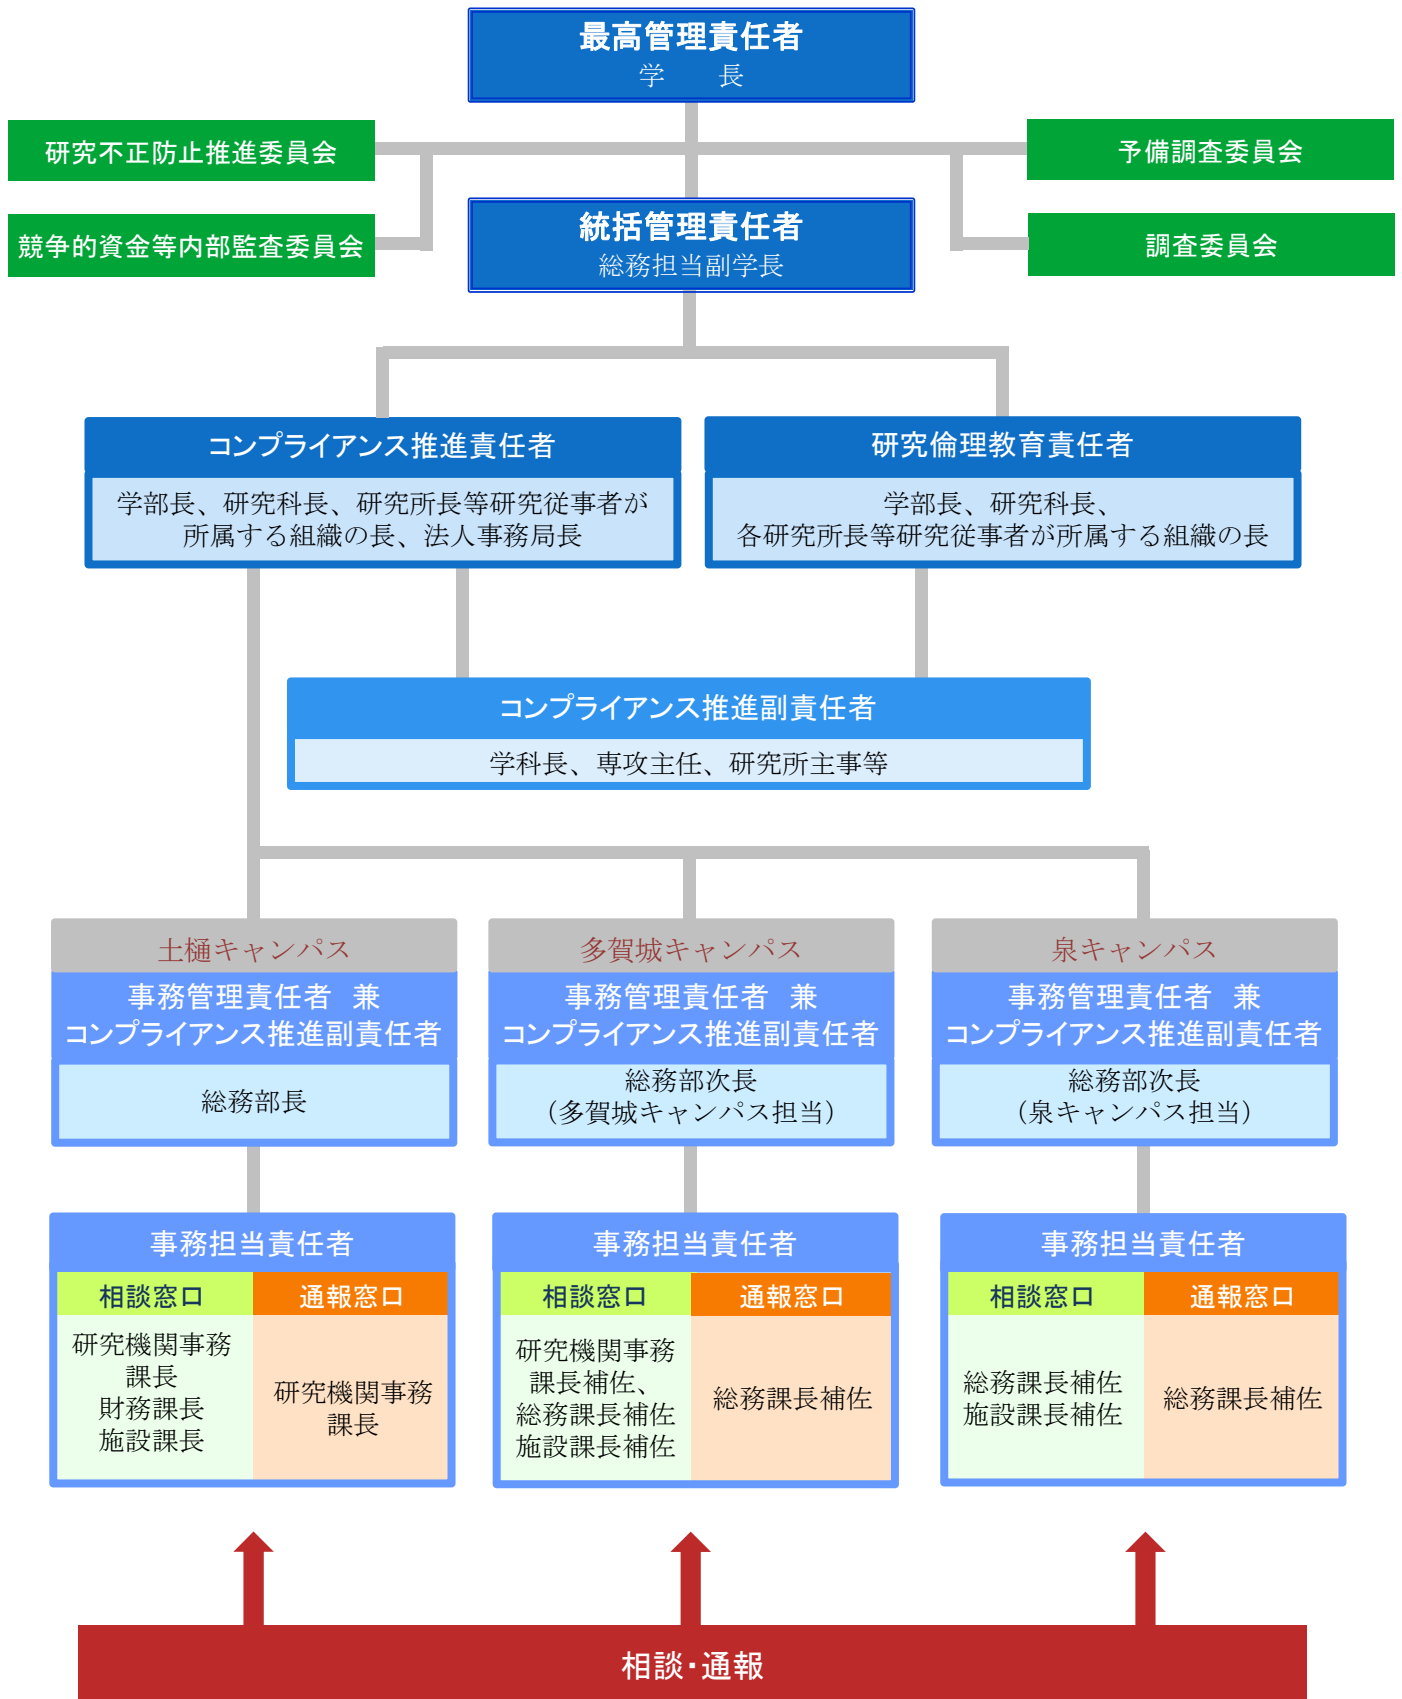 最高管理責任者
学　　長
研究不正防止推進委員会
予備調査委員会
統括管理責任者
総務担当副学長
競争的資金等内部監査委員会
調査委員会
コンプライアンス推進責任者
学部長、研究科長、研究所長等研究従事者が
所属する組織の長、法人事務局長
研究倫理教育責任者
学部長、研究科長、
各研究所長等研究従事者が所属する組織の長
コンプライアンス推進副責任者
学科長、専攻主任、研究所主事等
土樋キャンパス
事務管理責任者　兼
コンプライアンス推進副責任者
総務部長
多賀城キャンパス
事務管理責任者　兼
コンプライアンス推進副責任者
総務部次長
（多賀城キャンパス担当）
泉キャンパス
事務管理責任者　兼
コンプライアンス推進副責任者
総務部次長
（泉キャンパス担当）
事務担当責任者
相談窓口
研究機関事務
課長
財務課長
施設課長
通報窓口
研究機関事務
課長
事務担当責任者
相談窓口
研究機関事務
課長補佐、
総務課長補佐
施設課長補佐
通報窓口
総務課長補佐
事務担当責任者
相談窓口
総務課長補佐
施設課長補佐
通報窓口
総務課長補佐
相談・通報